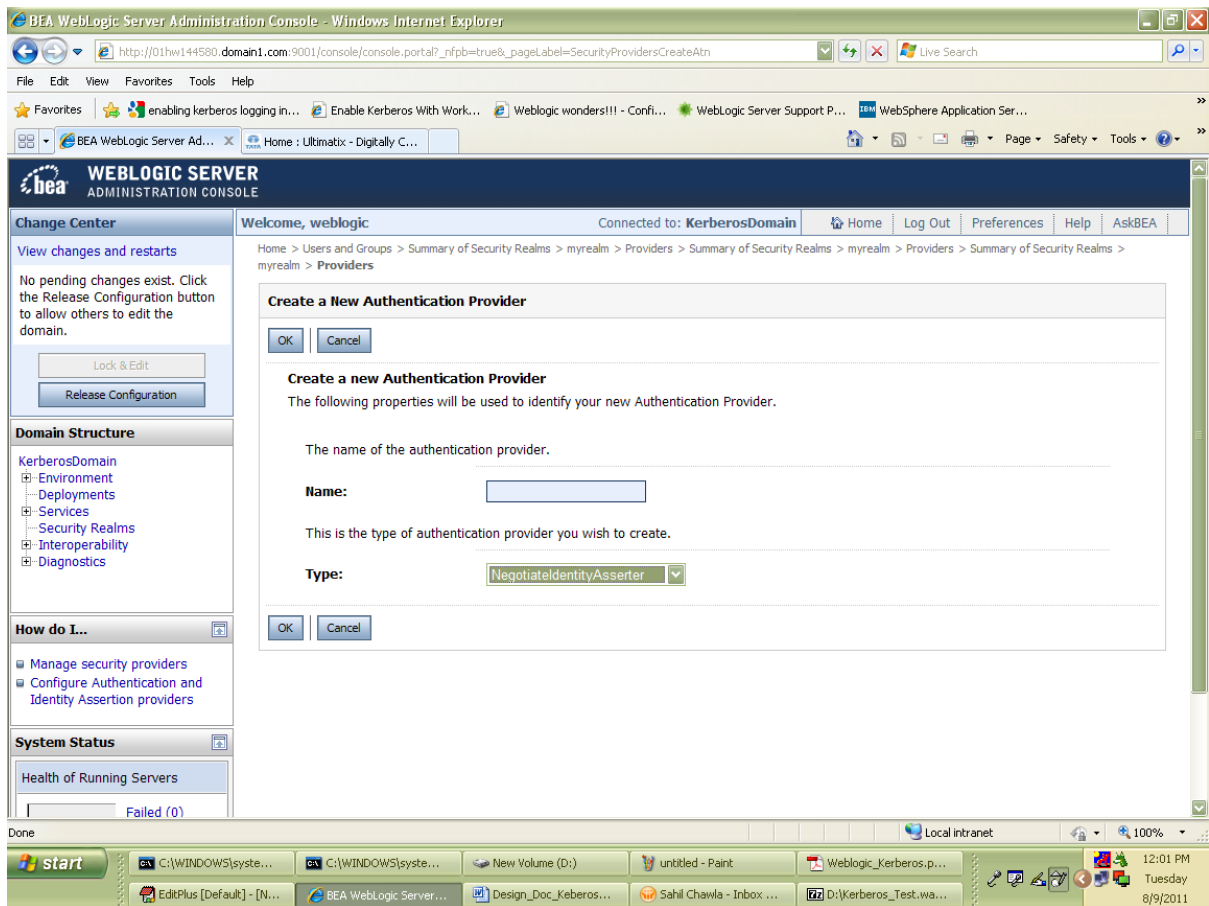 BEA WebLogic Server Administration Console - Windows Internet Explorer
http://01hw144580.domain1.com:9001/console/console.portal?_nfpb=true&_pageLabel=SecurityProvidersCreateAtn
Live Search
File Edit View Favorites Tools Help
Favorites enabling kerberos logging in... Enable Kerberos With Work... Weblogic wonders!!! - Confi... WebLogic Server Support P... IBM WebSphere Application Ser...
BEA WebLogic Server Ad... X Home : Ultimatix - Digitally C... Page Safety Tools
bea WEBLOGIC SERVER
ADMINISTRATION CONSOLE
Change Center
View changes and restarts
No pending changes exist. Click
the Release Configuration button
to allow others to edit the
domain.
Lock & Edit
Release Configuration
Domain Structure
KerberosDomain
Environment
Deployments
Services
Security Realms
Interoperability
Diagnostics
How do I...
Manage security providers
Configure Authentication and
Identity Assertion providers
System Status
Health of Running Servers
Failed (0)
Welcome, weblogic Connected to: KerberosDomain Home Log Out Preferences Help AskBEA
Home > Users and Groups > Summary of Security Realms > myrealm > Providers > Summary of Security Realms > myrealm > Providers > Summary of Security Realms >
myrealm > Providers
Create a New Authentication Provider
OK Cancel
Create a new Authentication Provider
The following properties will be used to identify your new Authentication Provider.
The name of the authentication provider.
Name:
This is the type of authentication provider you wish to create.
Type: NegotiateIdentityAsserter
OK Cancel
Done Local intranet 100%
start C:\WINDOWS\syste... C:\WINDOWS\syste... New Volume (D:) untitled - Paint Weblogic_Kerberos.p... 12:01 PM
Tuesday
EditPlus [Default] - [N... BEA WebLogic Server... Design_Doc_Keberos... Sahil Chawla - Inbox ... D:\Kerberos_Test.wa... 8/9/2011